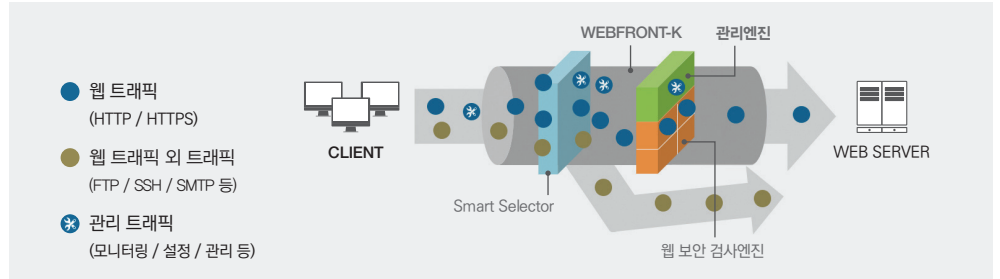 WEBFRONT-K
관리엔진
웹 트래픽
(HTTP / HTTPS)
웹 트래픽 외 트래픽
(FTP / SSH / SMTP 등)
관리 트래픽
(모니터링 / 설정 / 관리 등)
CLIENT
WEB SERVER
Smart Selector
웹 보안 검사엔진